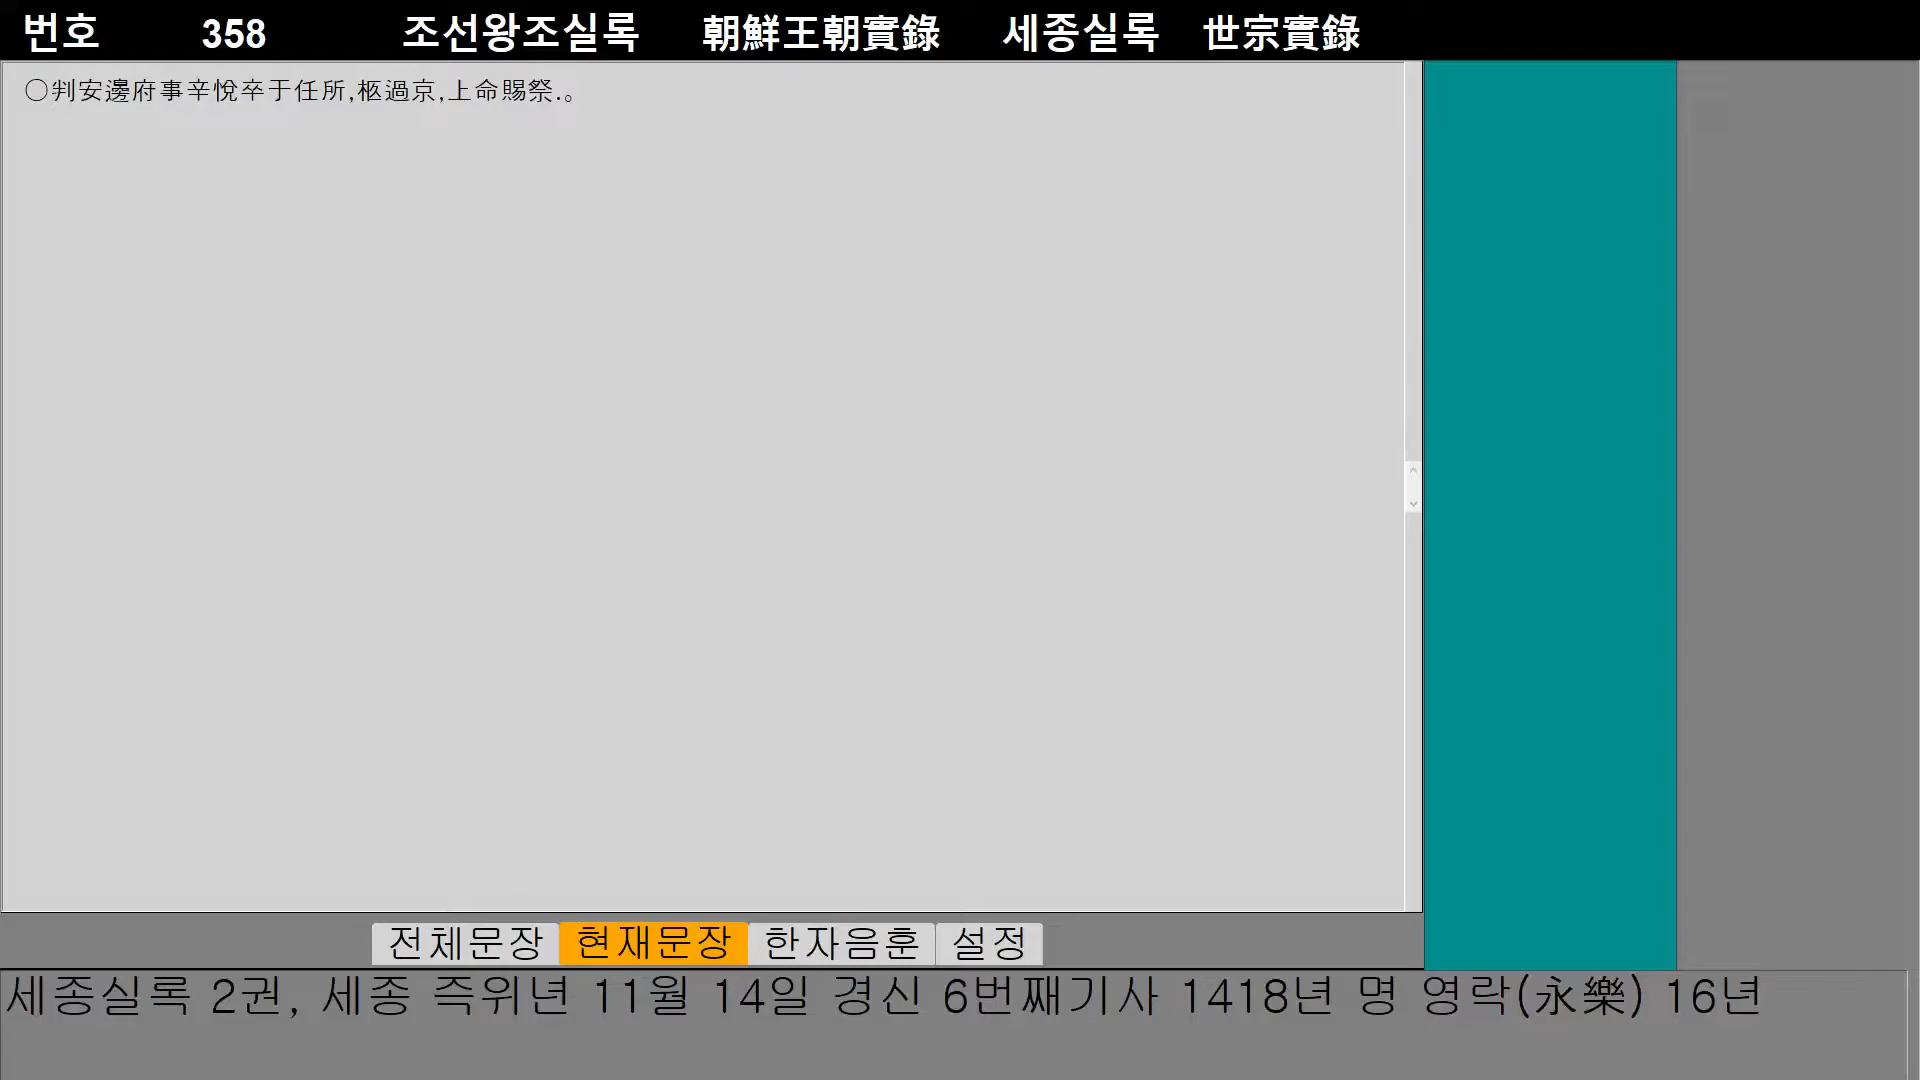 번호 358 조선왕조실록 朝鮮王朝實錄 세종실록 世宗實錄
○判安邊府事辛悅卒于任所,柩過京,上命賜祭.。
전체문장 현재문장 한자음훈 설정
세종실록 2권, 세종 즉위년 11월 14일 경신 6번째기사 1418년 명 영락(永樂) 16년